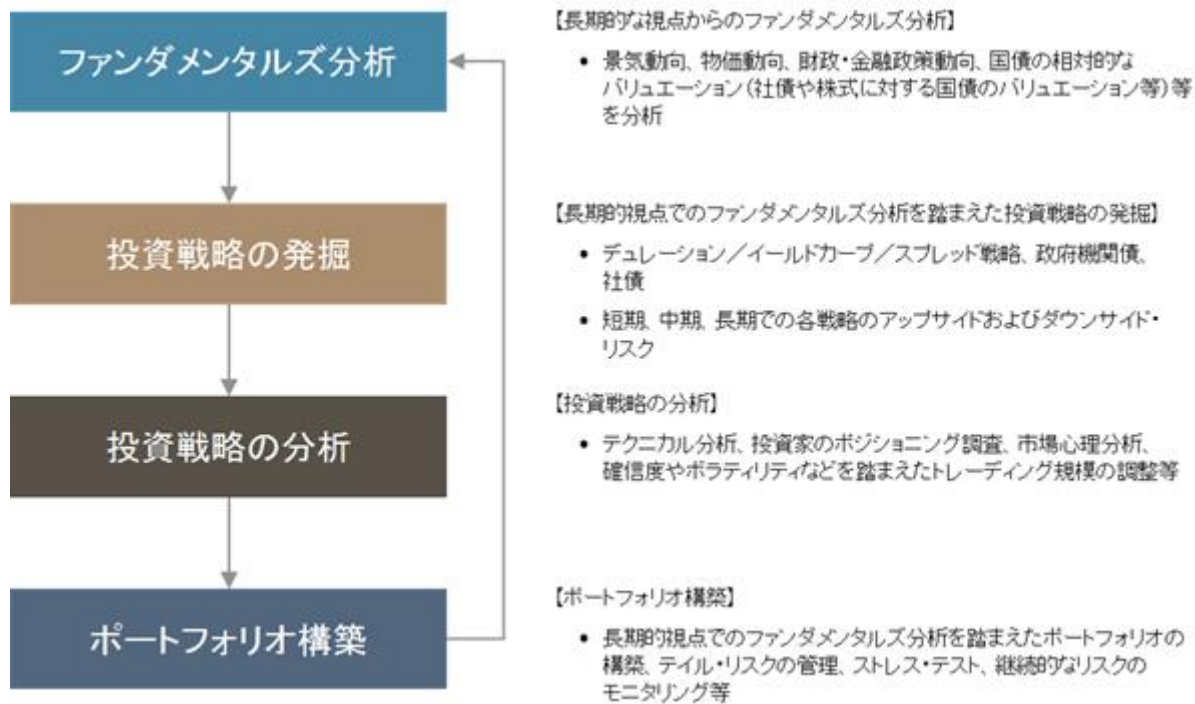 ファンダメンタルズ分析
【長期的な視点からのファンダメンタルズ分析】
• 景気動向、物価動向、財政・金融政策動向、国債の相対的な
バリュエーション（社債や株式に対する国債のバリュエーション等）等
を分析
投資戦略の発掘
【長期的視点でのファンダメンタルズ分析を踏まえた投資戦略の発掘】
• デュレーション／イールドカーブ／スプレッド戦略、政府機関債、
社債
• 短期、中期、長期での各戦略のアップサイドおよびダウンサイド・
リスク
投資戦略の分析
【投資戦略の分析】
• テクニカル分析、投資家のポジショニング調査、市場心理分析、
確信度やボラティリティなどを踏まえたトレーディング規模の調整等
ポートフォリオ構築
【ポートフォリオ構築】
• 長期的視点でのファンダメンタルズ分析を踏まえたポートフォリオの
構築、テイル・リスクの管理、ストレス・テスト、継続的なリスクの
モニタリング等